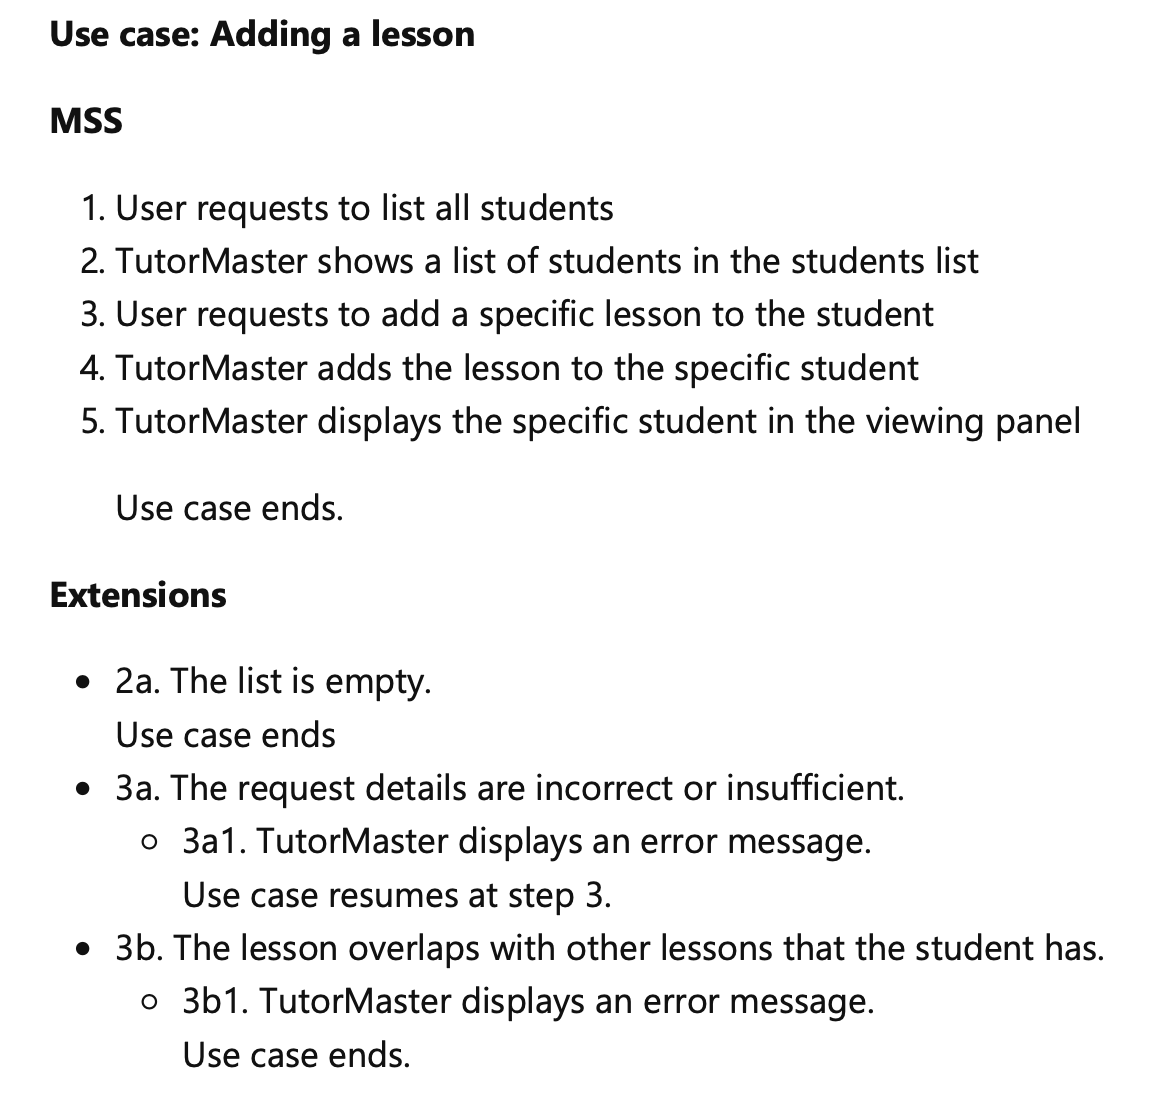 Use case: Adding a lesson
MSS
1. User requests to list all students
2. TutorMaster shows a list of students in the students list
3. User requests to add a specific lesson to the student
4. TutorMaster adds the lesson to the specific student
5. TutorMaster displays the specific student in the viewing panel
Use case ends.
Extensions
• 2a. The list is empty.
Use case ends
• 3a. The request details are incorrect or insufficient.
○ 3a1. TutorMaster displays an error message.
Use case resumes at step 3.
• 3b. The lesson overlaps with other lessons that the student has.
○ 3b1. TutorMaster displays an error message.
Use case ends.